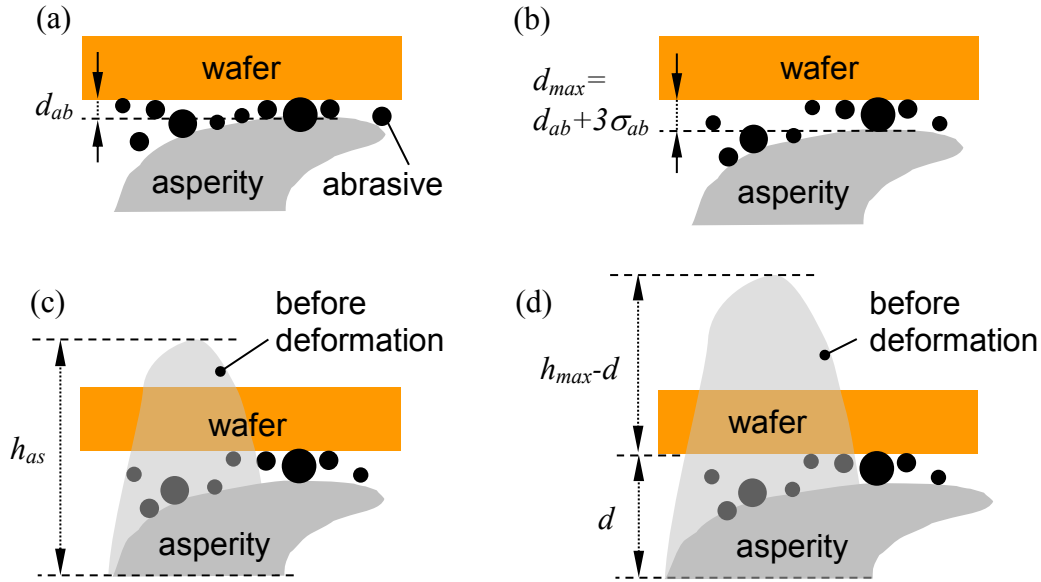 (a)
wafer
d_ab
asperity
abrasive
(b)
wafer
d_max=
d_ab+3σ_ab
asperity
(c)
before
deformation
wafer
h_as
asperity
(d)
before
deformation
h_max-d
wafer
d
asperity